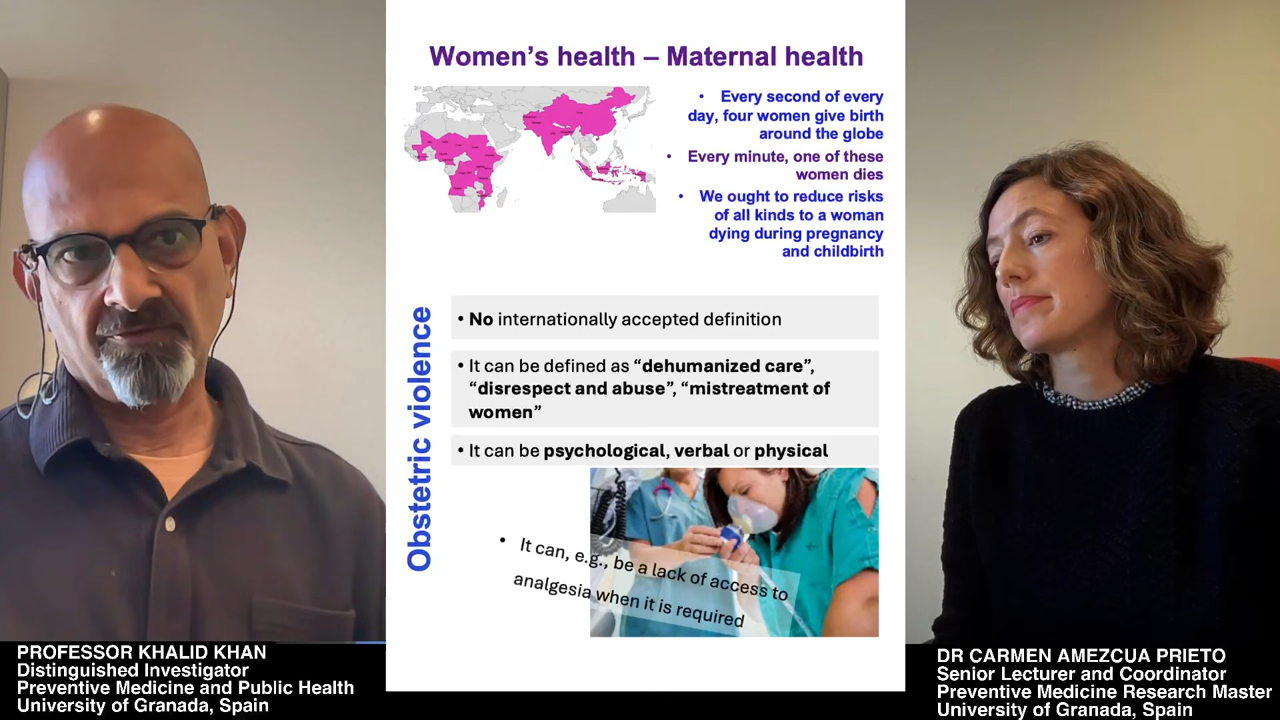 Women's health – Maternal health
• Every second of every
day, four women give birth
around the globe
• Every minute, one of these
women dies
• We ought to reduce risks
of all kinds to a woman
dying during pregnancy
and childbirth
Obstetric violence
• No internationally accepted definition
• It can be defined as “dehumanized care”,
“disrespect and abuse”, “mistreatment of
women”
• It can be psychological, verbal or physical
• It can, e.g., be a lack of access to
analgesia when it is required
PROFESSOR KHALID KHAN
Distinguished Investigator
Preventive Medicine and Public Health
University of Granada, Spain
DR CARMEN AMEZCUA PRIETO
Senior Lecturer and Coordinator
Preventive Medicine Research Master
University of Granada, Spain